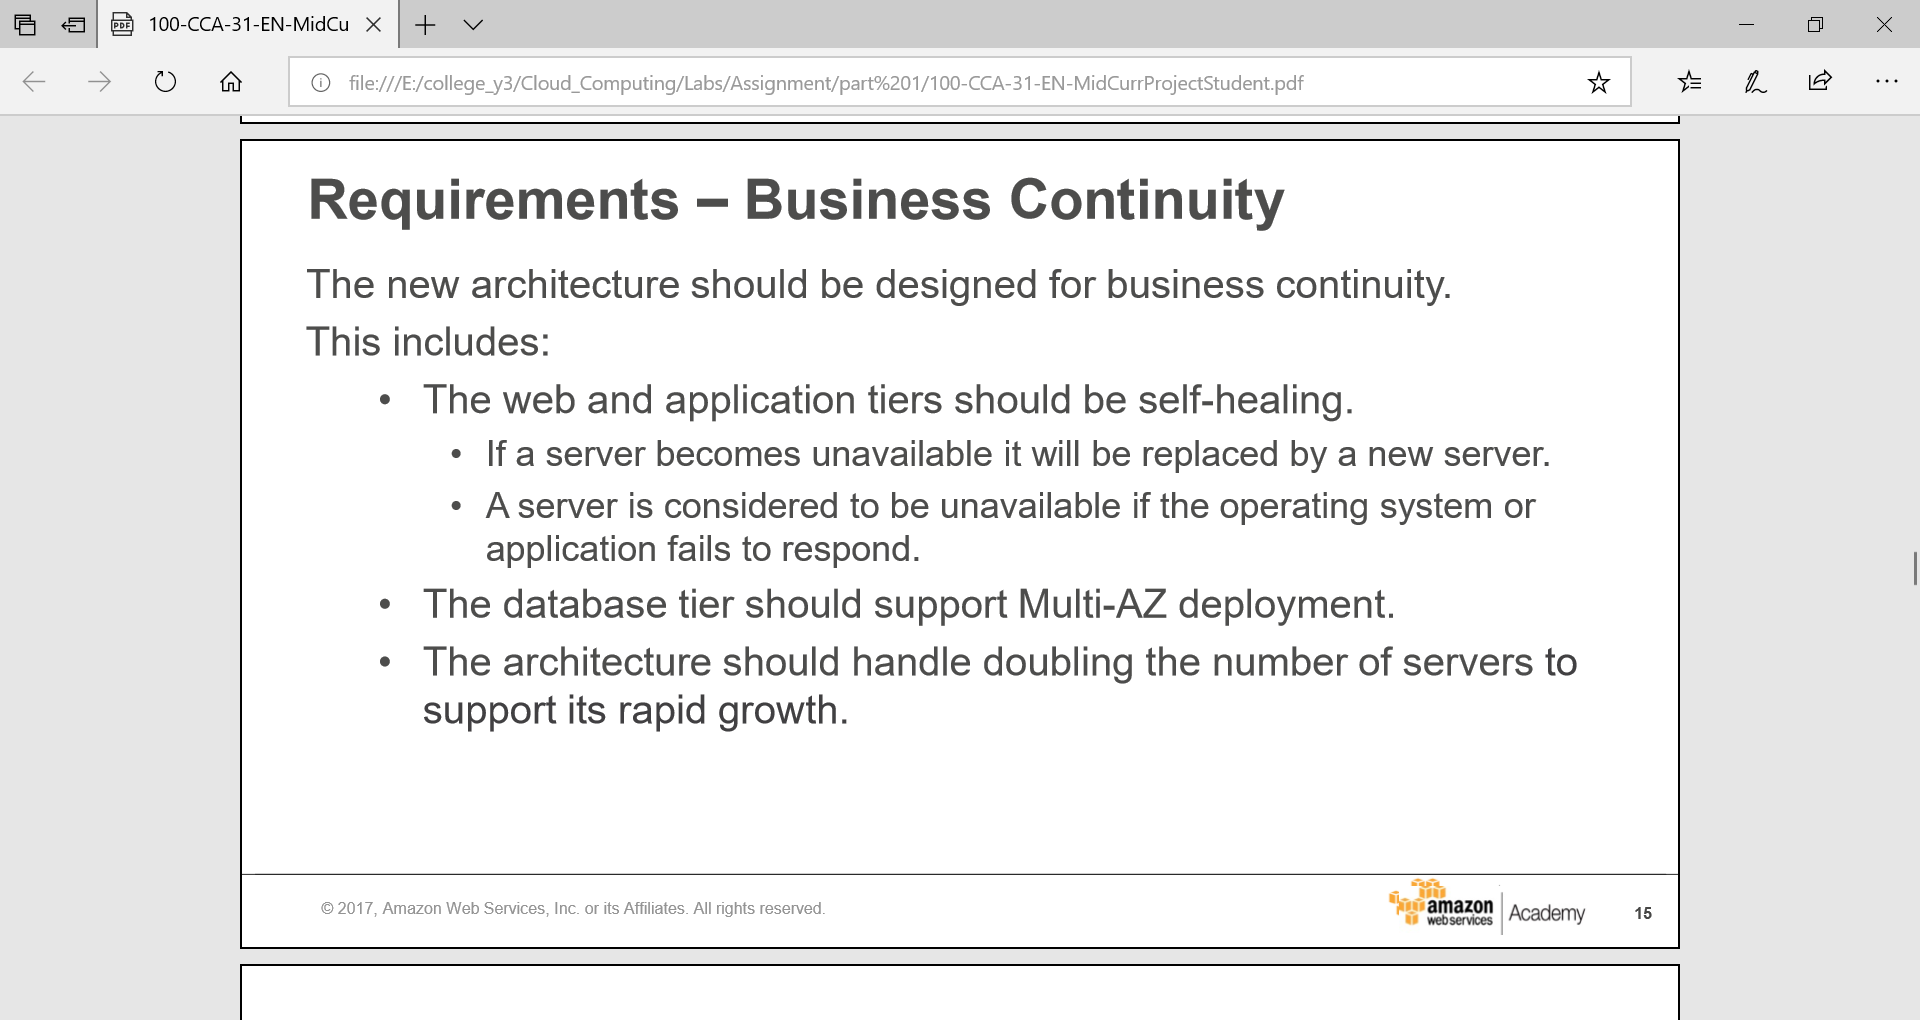 100-CCA-31-EN-MidCu
file:///E:/college_y3/Cloud_Computing/Labs/Assignment/part%201/100-CCA-31-EN-MidCurrProjectStudent.pdf
Requirements – Business Continuity
The new architecture should be designed for business continuity.
This includes:
• The web and application tiers should be self-healing.
• If a server becomes unavailable it will be replaced by a new server.
• A server is considered to be unavailable if the operating system or
application fails to respond.
• The database tier should support Multi-AZ deployment.
• The architecture should handle doubling the number of servers to
support its rapid growth.
© 2017, Amazon Web Services, Inc. or its Affiliates. All rights reserved.
amazon
webservices
Academy
15